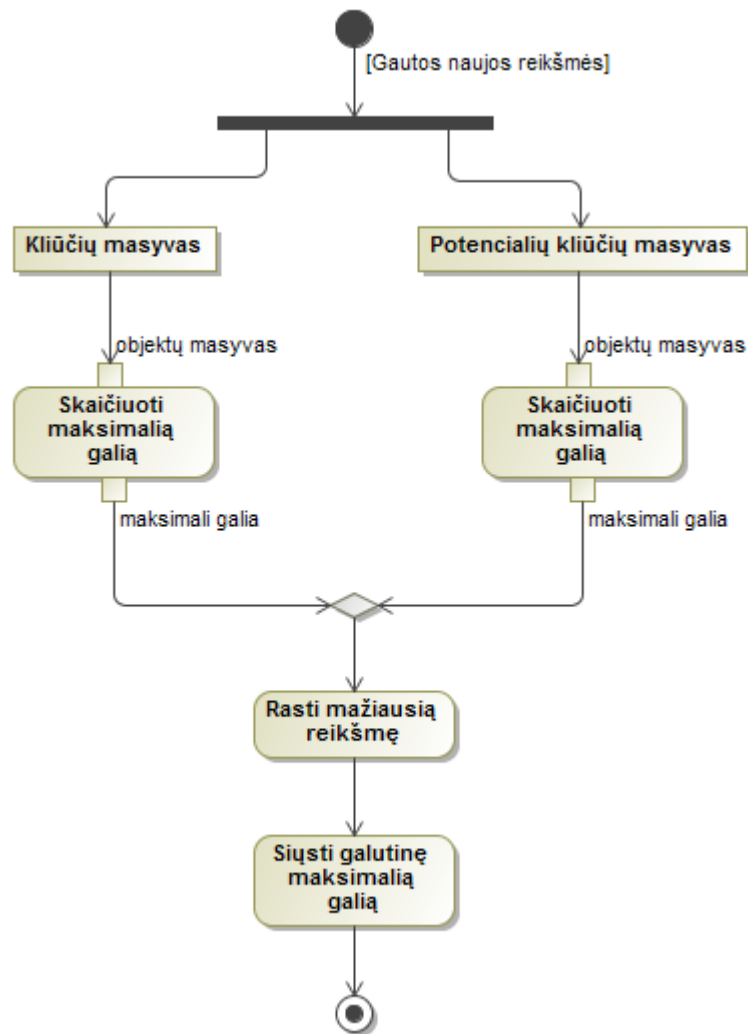 [Gautos naujos reikšmės]
Kliūčių masyvas
Potencialių kliūčių masyvas
objektų masyvas
objektų masyvas
Skaičiuoti
maksimalią
galią
Skaičiuoti
maksimalią
galią
maksimali galia
maksimali galia
Rasti mažiausią
reikšmę
Siųsti galutinę
maksimalią
galią